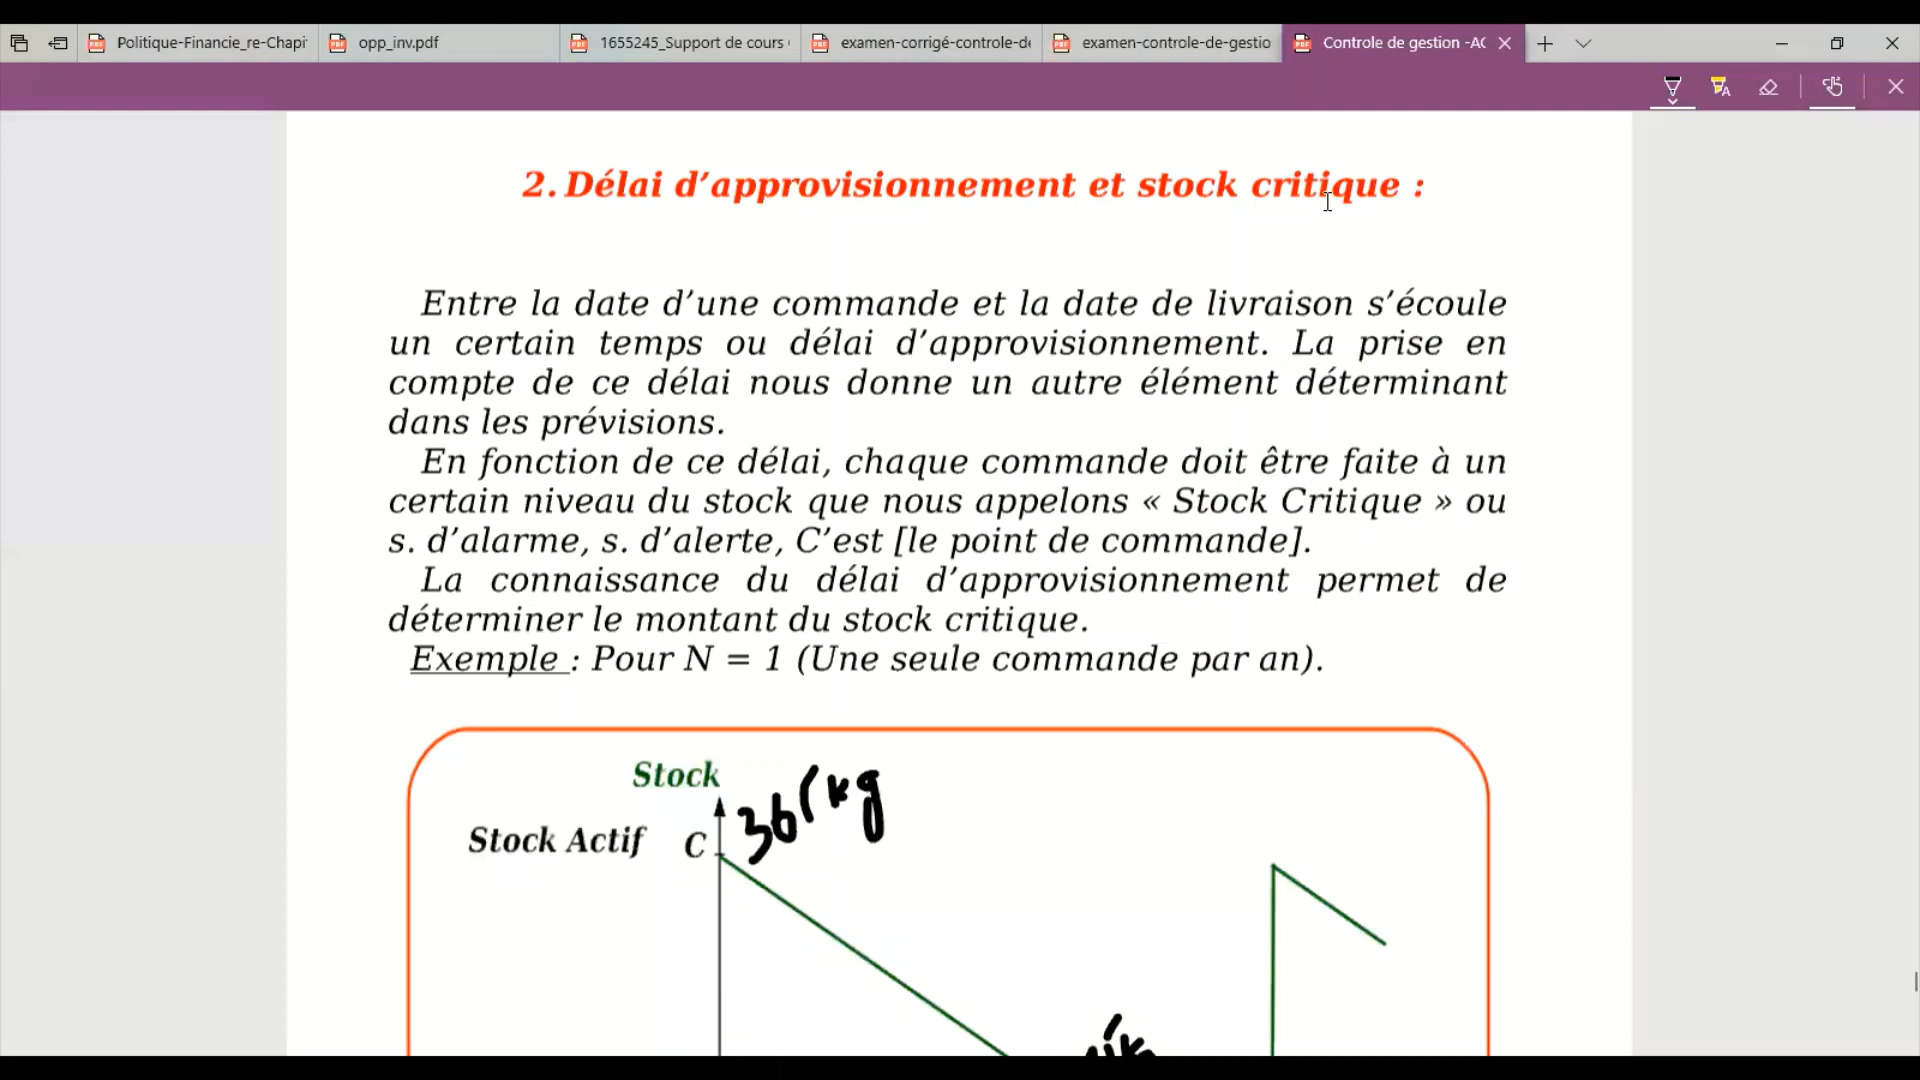 Politique-Financie_re-Chapi
opp_inv.pdf
1655245_Support de cours
examen-corrigé-controle-de
examen-controle-de-gestio
Controle de gestion -AC
2. Délai d’approvisionnement et stock critique :
Entre la date d’une commande et la date de livraison s’écoule
un certain temps ou délai d’approvisionnement. La prise en
compte de ce délai nous donne un autre élément déterminant
dans les prévisions.
En fonction de ce délai, chaque commande doit être faite à un
certain niveau du stock que nous appelons « Stock Critique » ou
s. d’alarme, s. d’alerte, C’est [le point de commande].
La connaissance du délai d’approvisionnement permet de
déterminer le montant du stock critique.
Exemple : Pour N = 1 (Une seule commande par an).
Stock
Stock Actif C
kg